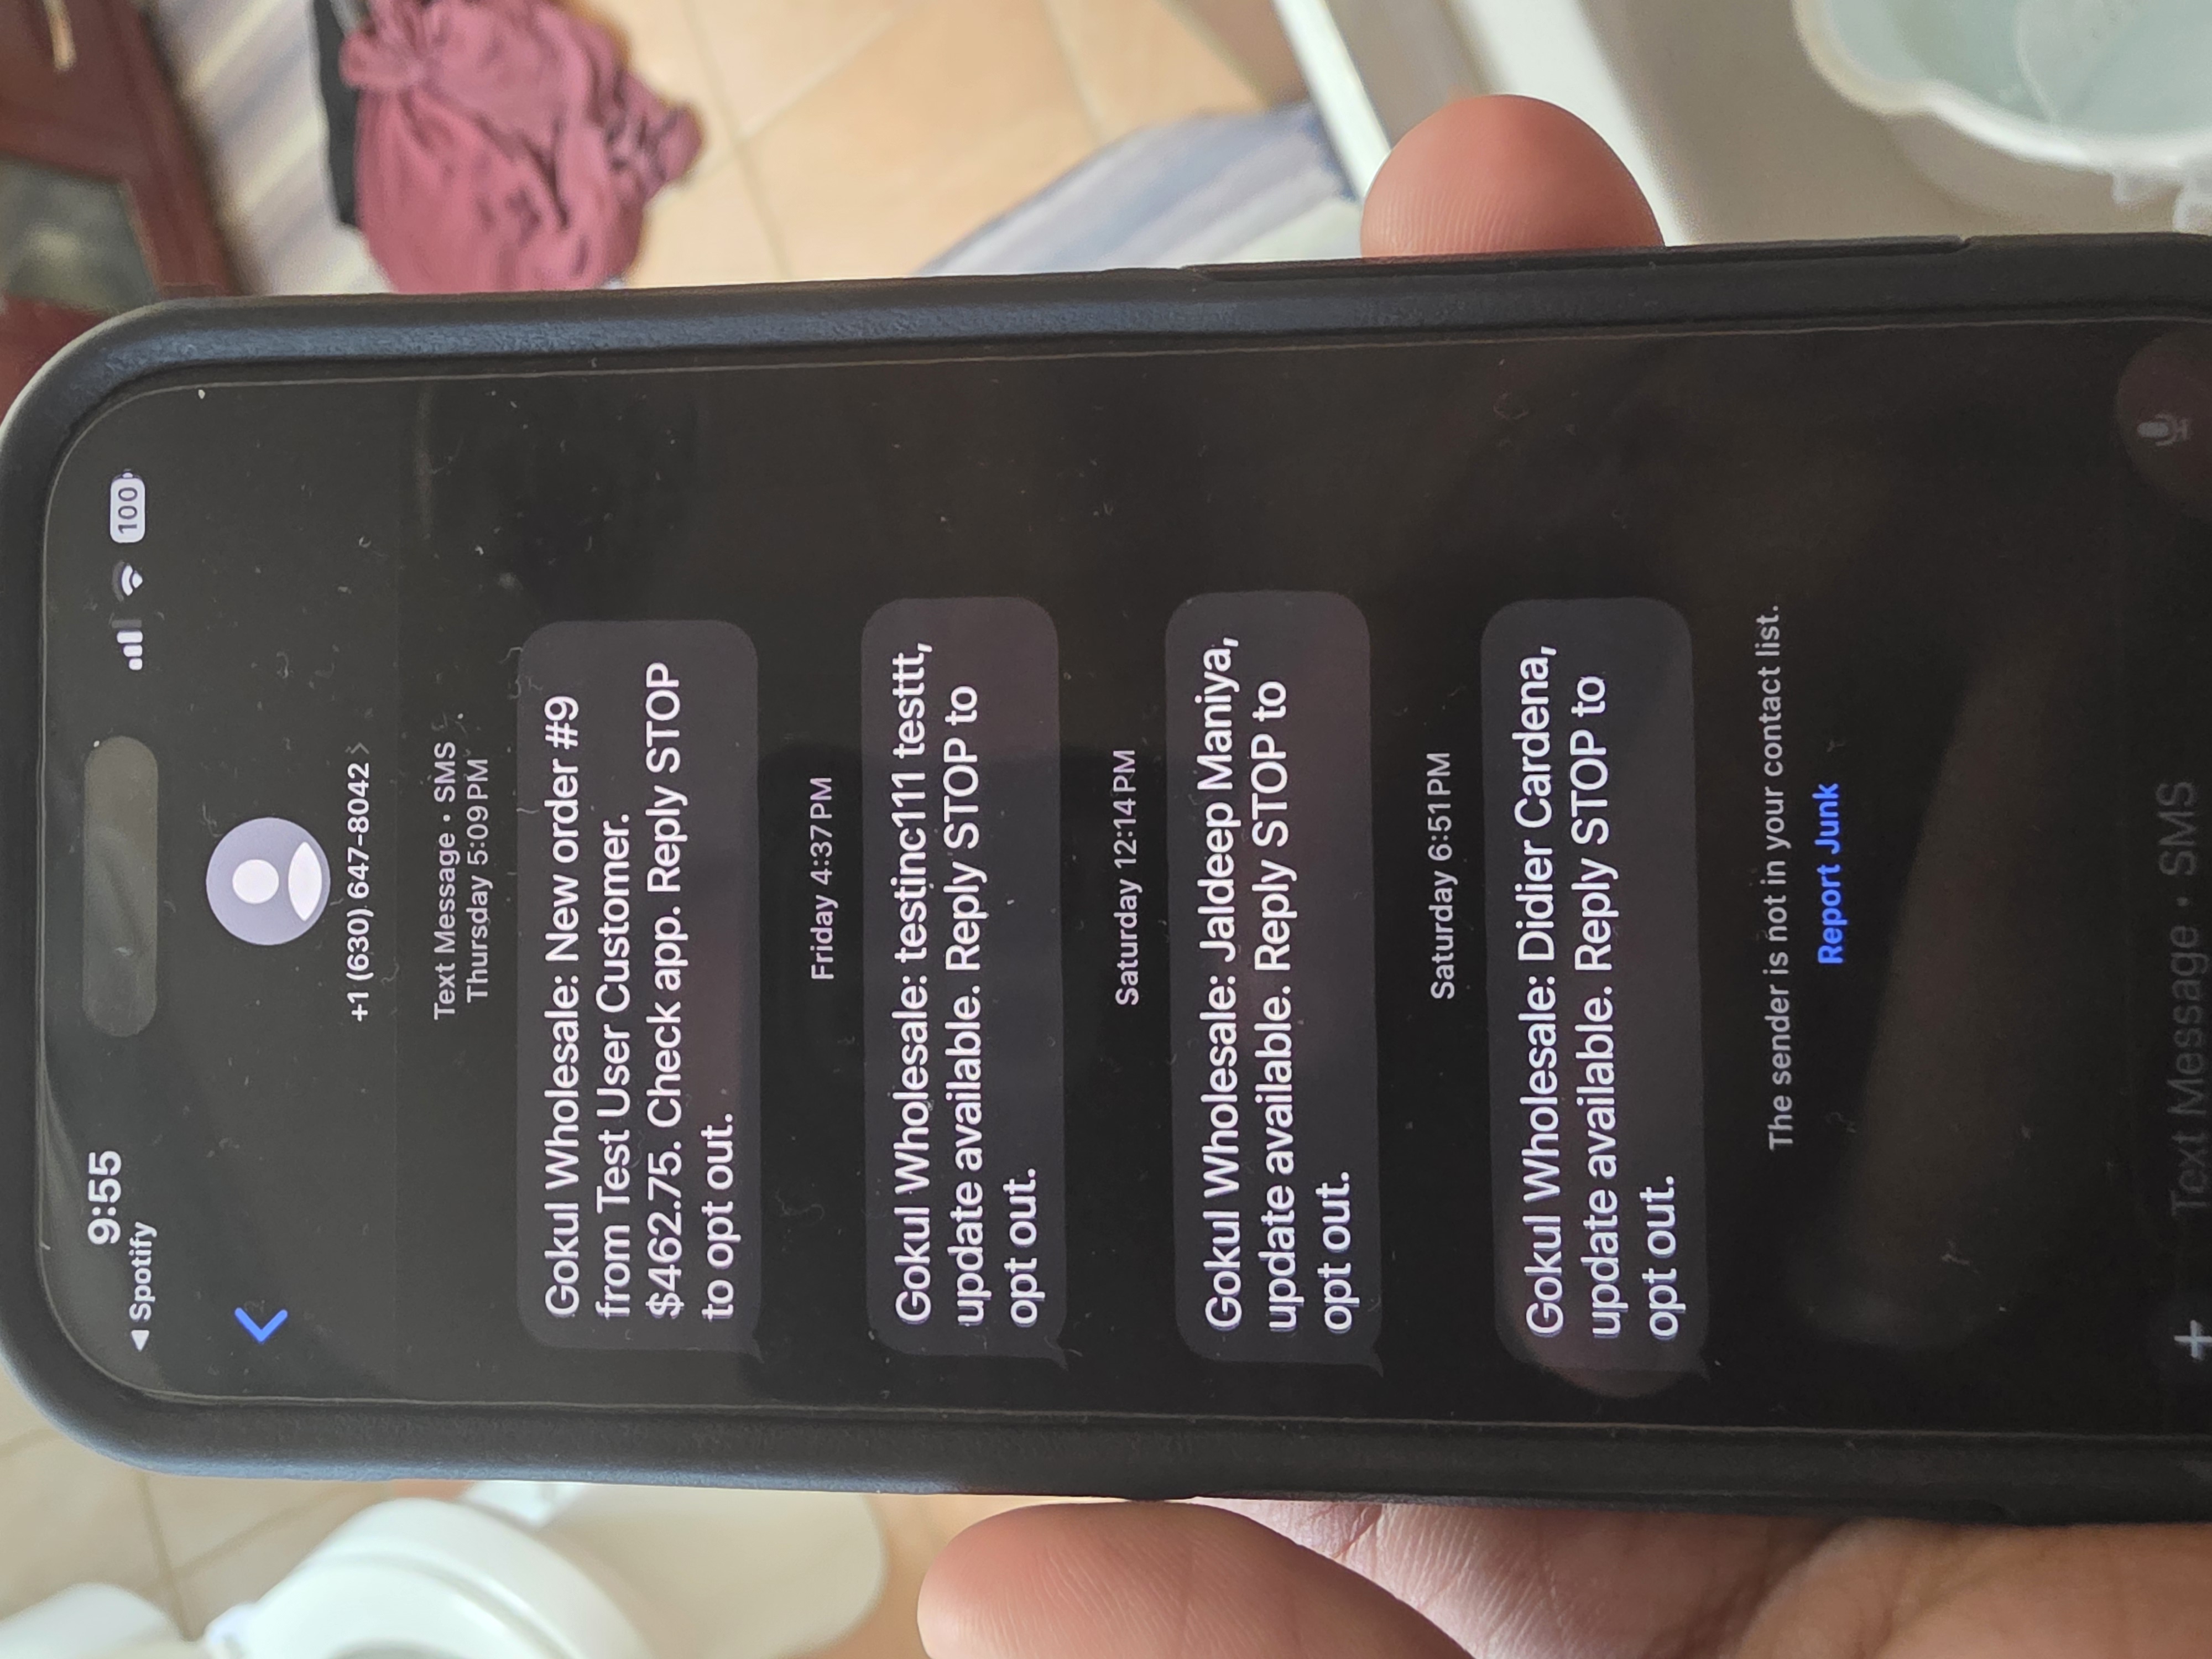 9:55
◀ Spotify
100
+1 (630) 647-8042 >
Text Message • SMS
Thursday 5:09 PM
Gokul Wholesale: New order #9
from Test User Customer.
$462.75. Check app. Reply STOP
to opt out.
Friday 4:37 PM
Gokul Wholesale: testinc111 testtt,
update available. Reply STOP to
opt out.
Saturday 12:14 PM
Gokul Wholesale: Jaldeep Maniya,
update available. Reply STOP to
opt out.
Saturday 6:51 PM
Gokul Wholesale: Didier Cardena,
update available. Reply STOP to
opt out.
The sender is not in your contact list.
Report Junk
Text Message • SMS